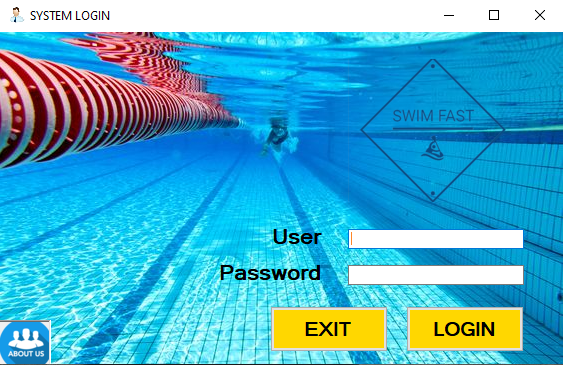 SYSTEM LOGIN
SWIM FAST
User
Password
EXIT
LOGIN
ABOUT US